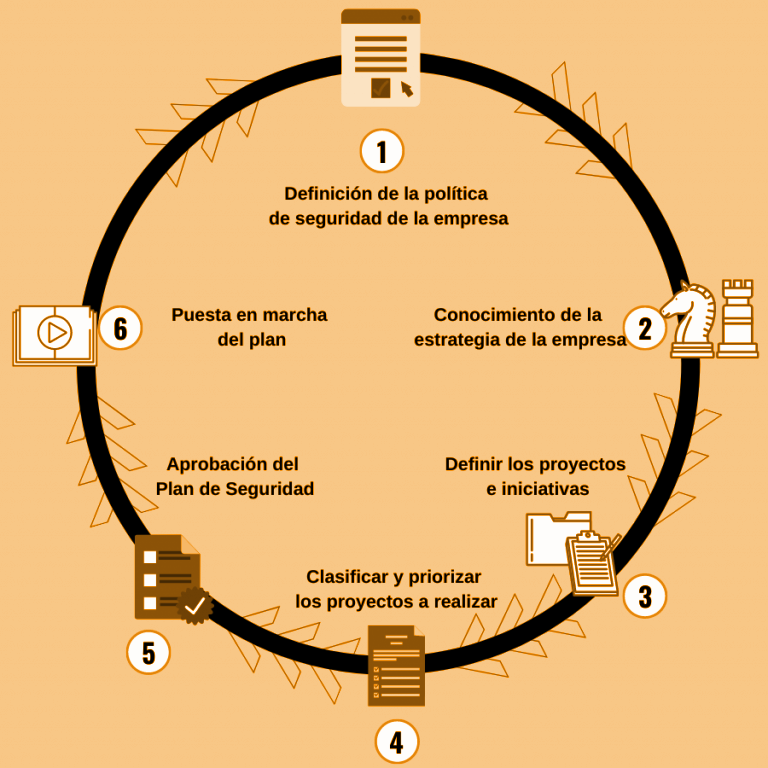 1
Definición de la política
de seguridad de la empresa
2
Conocimiento de la
estrategia de la empresa
3
Definir los proyectos
e iniciativas
4
Clasificar y priorizar
los proyectos a realizar
5
Aprobación del
Plan de Seguridad
6
Puesta en marcha
del plan